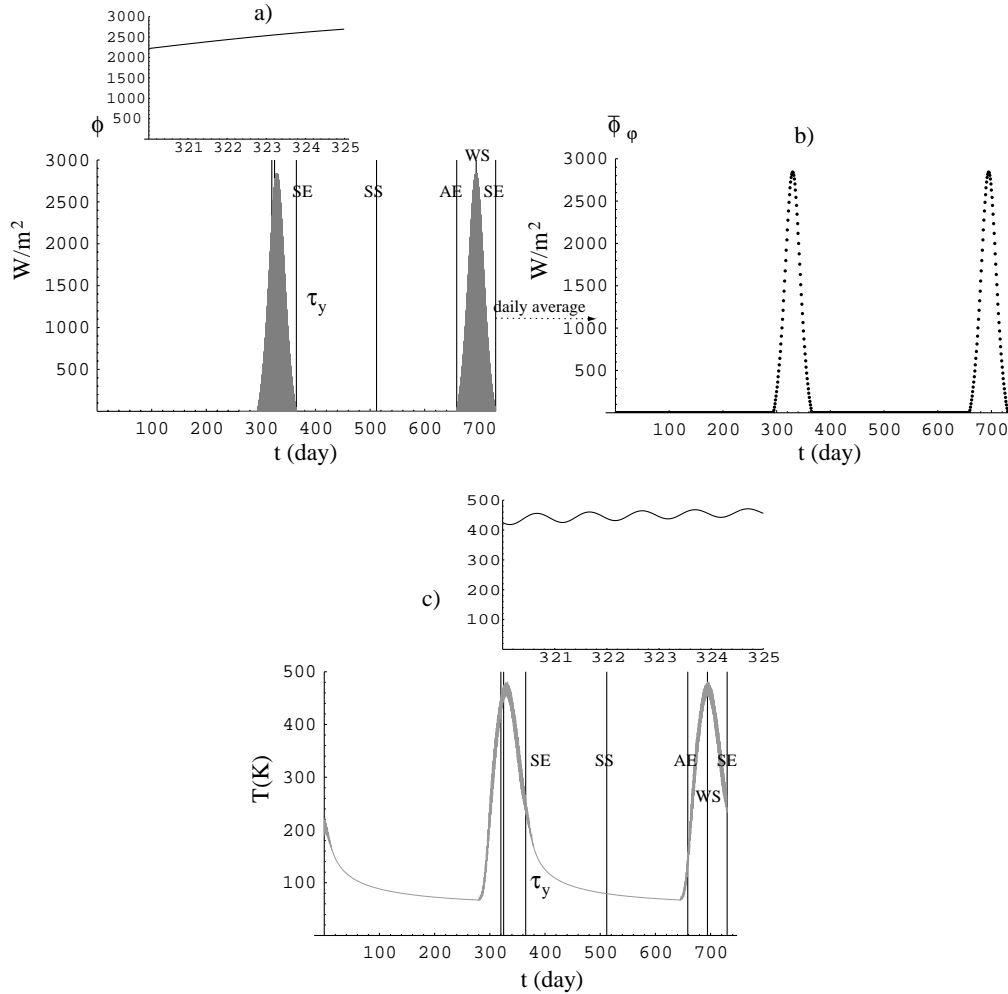 a)
3000
2500
2000
1500
1000
500
321 322 323 324 325
ϕ
W/m²
3000
2500
2000
1500
1000
500
WS
SE SS AE SE
τy
daily average
100 200 300 400 500 600 700
t (day)
ϕ̅ φ
b)
W/m²
3000
2500
2000
1500
1000
500
100 200 300 400 500 600 700
t (day)
c)
500
400
300
200
100
321 322 323 324 325
T(K)
500
400
300
200
100
SE SS AE SE
WS
τy
100 200 300 400 500 600 700
t (day)